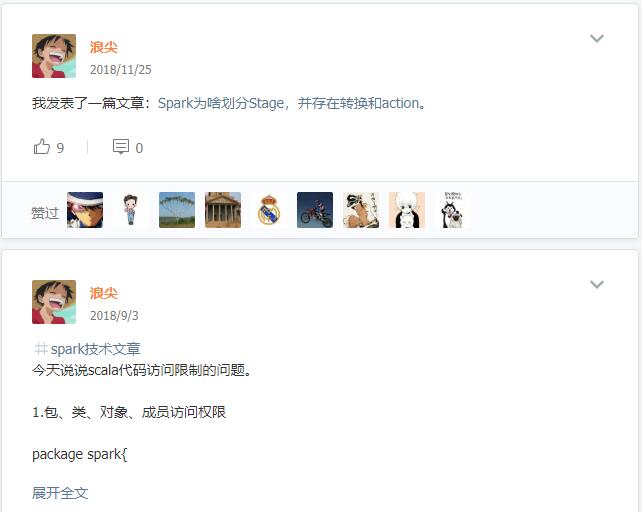 浪尖
2018/11/25
我发表了一篇文章：Spark为啥划分Stage，并存在转换和action。
9
0
赞过
浪尖
2018/9/3
#spark技术文章
今天说说scala代码访问限制的问题。
1.包、类、对象、成员访问权限
package spark{
展开全文